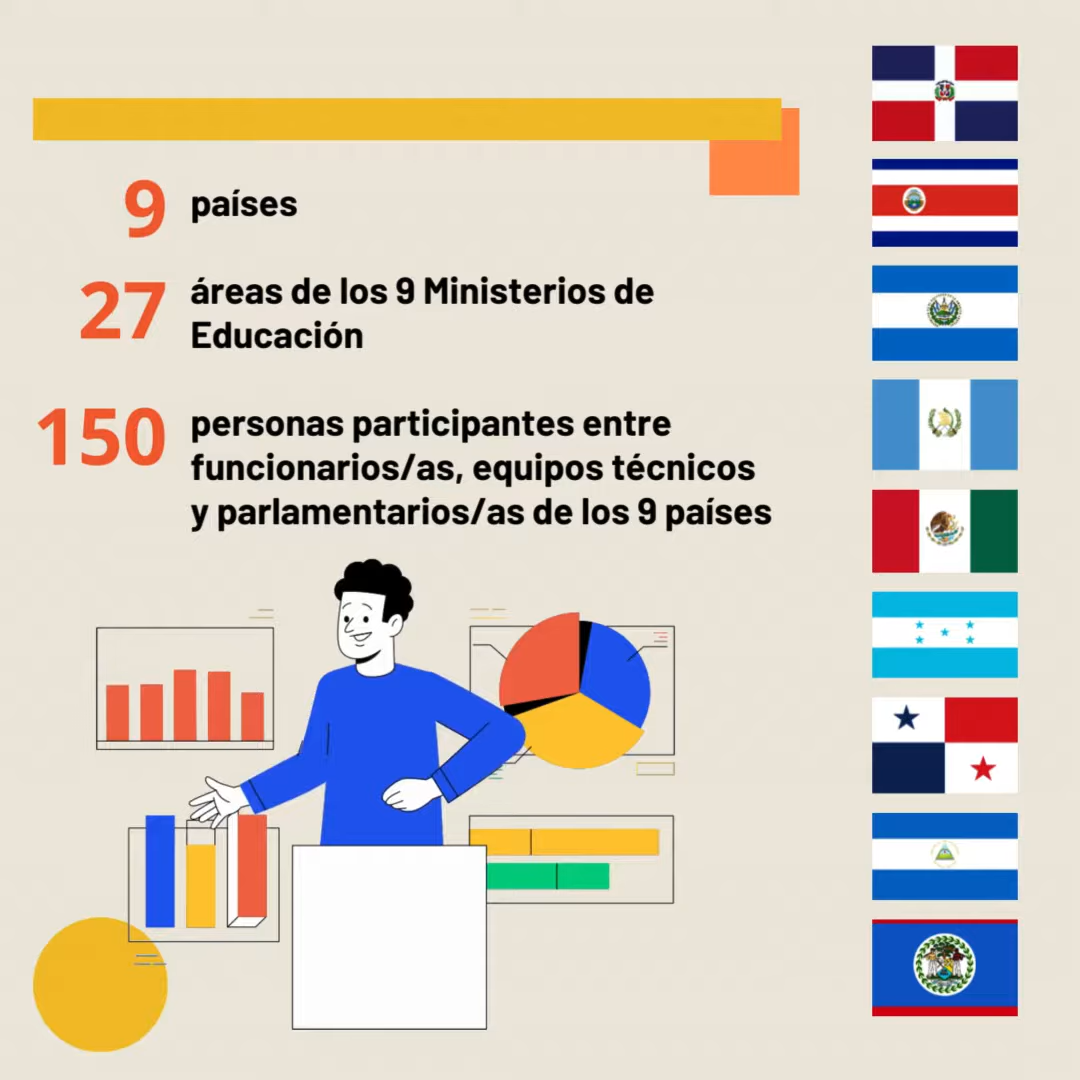 9 países
27 áreas de los 9 Ministerios de
Educación
150 personas participantes entre
funcionarios/as, equipos técnicos
y parlamentarios/as de los 9 países